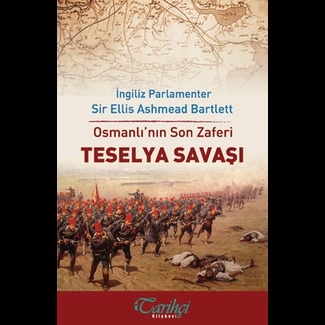 İngiliz Parlamenter
Sir Ellis Ashmead Bartlett
Osmanlı'nın Son Zaferi
TESELYA SAVAŞI
Tarihçi
Kitabevi